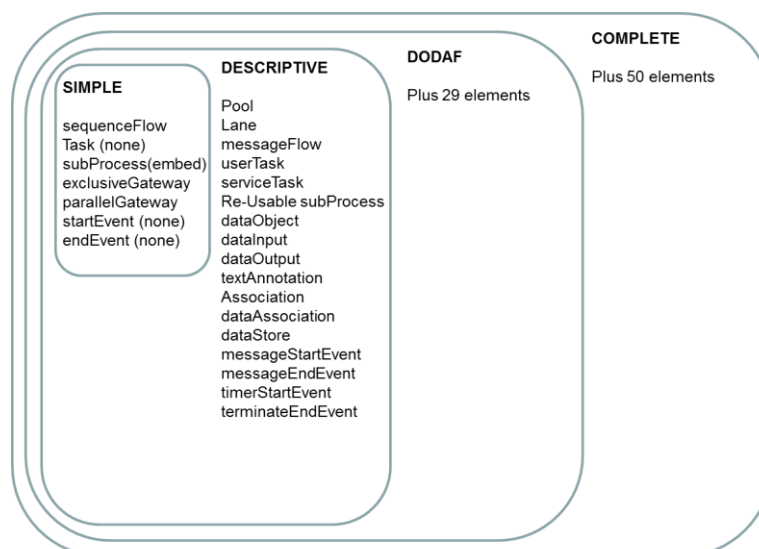 SIMPLE
sequenceFlow
Task (none)
subProcess(embed)
exclusiveGateway
parallelGateway
startEvent (none)
endEvent (none)
DESCRIPTIVE
Pool
Lane
messageFlow
userTask
serviceTask
Re-Usable subProcess
dataObject
dataInput
dataOutput
textAnnotation
Association
dataAssociation
dataStore
messageStartEvent
messageEndEvent
timerStartEvent
terminateEndEvent
DODAF
Plus 29 elements
COMPLETE
Plus 50 elements